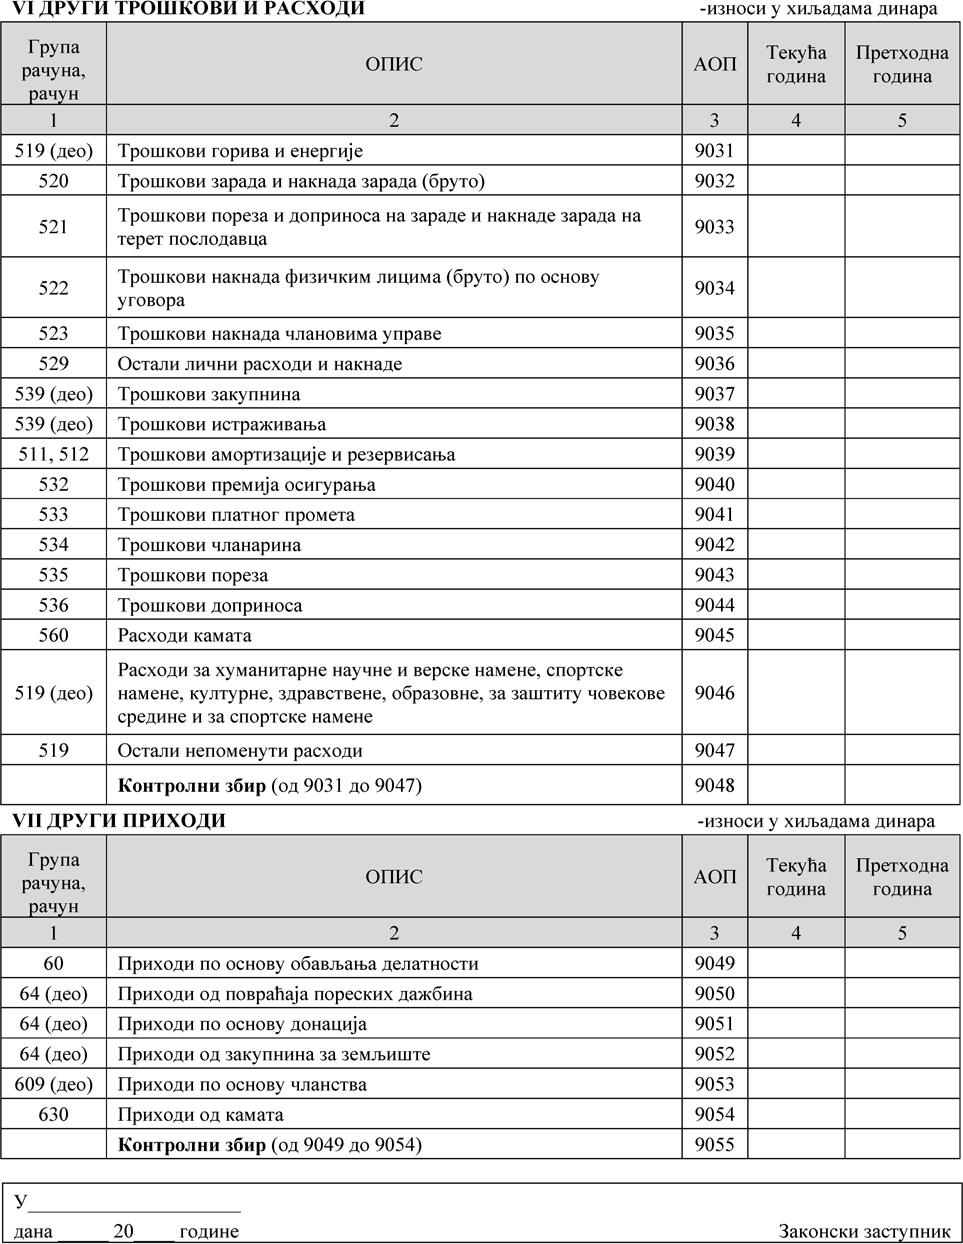 VI ДРУГИ ТРОШКОВИ И РАСХОДИ -износи у хиљадама динара
Група рачуна, рачун ОПИС АОП Текућа година Претходна година
1 2 3 4 5
519 (део) Трошкови горива и енергије 9031
520 Трошкови зарада и накнада зарада (бруто) 9032
521 Трошкови пореза и доприноса на зараде и накнаде зарада на
терет послодавца 9033
522 Трошкови накнада физичким лицима (бруто) по основу
уговора 9034
523 Трошкови накнада члановима управе 9035
529 Остали лични расходи и накнаде 9036
539 (део) Трошкови закупнина 9037
539 (део) Трошкови истраживања 9038
511, 512 Трошкови амортизације и резервисања 9039
532 Трошкови премија осигурања 9040
533 Трошкови платног промета 9041
534 Трошкови чланарина 9042
535 Трошкови пореза 9043
536 Трошкови доприноса 9044
560 Расходи камата 9045
519 (део) Расходи за хуманитарне научне и верске намене, спортске
намене, културне, здравствене, образовне, за заштиту човекове
средине и за спортске намене 9046
519 Остали непоменути расходи 9047
Контролни збир (од 9031 до 9047) 9048
VII ДРУГИ ПРИХОДИ -износи у хиљадама динара
Група рачуна, рачун ОПИС АОП Текућа година Претходна година
1 2 3 4 5
60 Приходи по основу обављања делатности 9049
64 (део) Приходи од повраћаја пореских дажбина 9050
64 (део) Приходи по основу донација 9051
64 (део) Приходи од закупнина за земљиште 9052
609 (део) Приходи по основу чланства 9053
630 Приходи од камата 9054
Контролни збир (од 9049 до 9054) 9055
У______________________
дана _____ 20____ године Законски заступник